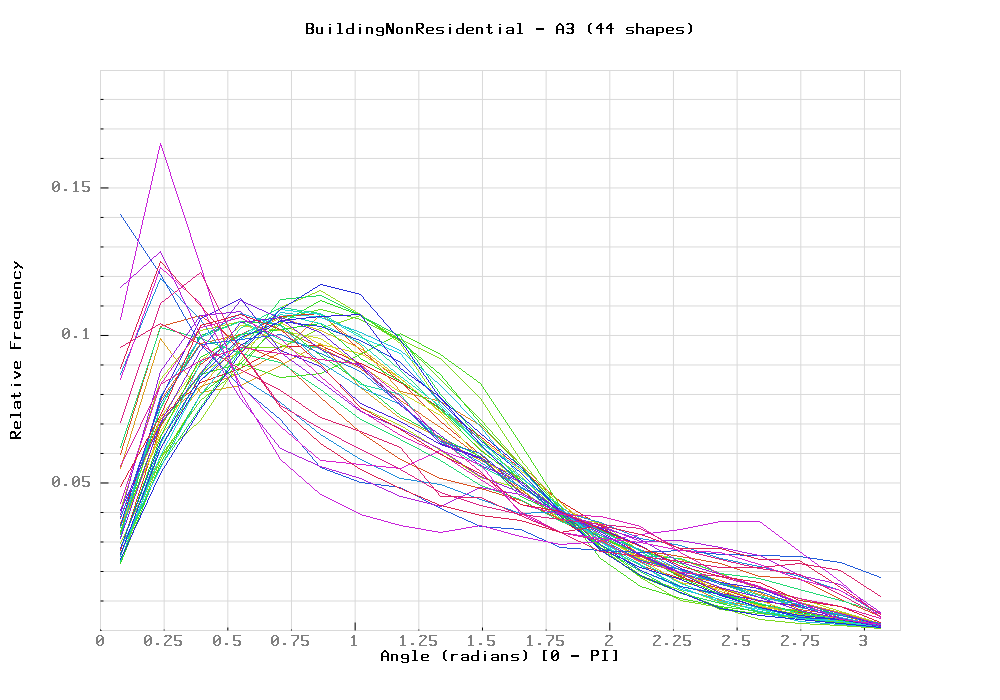 BuildingNonResidential - A3 (44 shapes)
Relative Frequency
0.15
0.1
0.05
0 0.25 0.5 0.75 1 1.25 1.5 1.75 2 2.25 2.5 2.75 3
Angle (radians) [0 - PI]